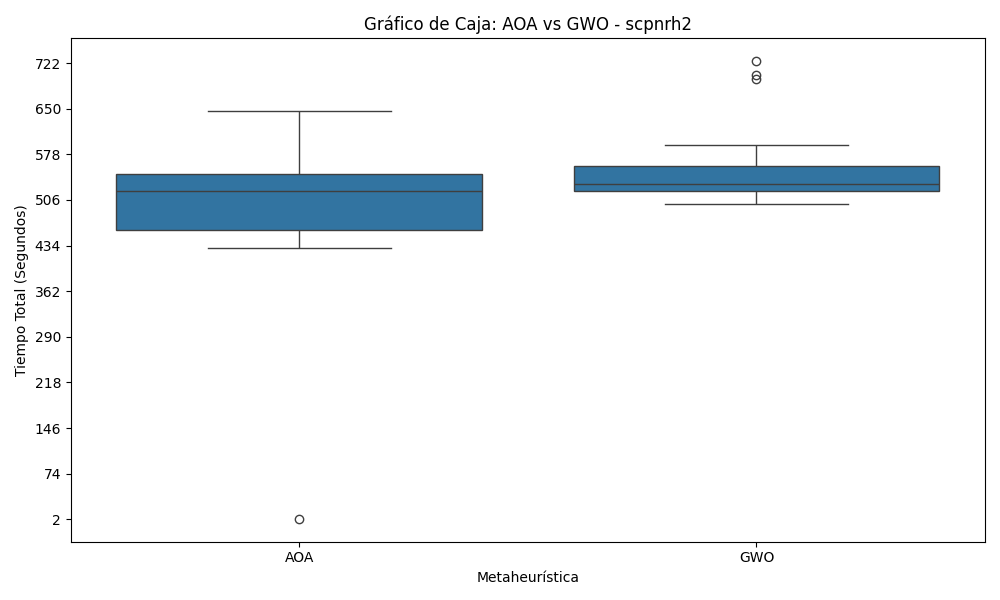 Gráfico de Caja: AOA vs GWO - scpnrh2
Tiempo Total (Segundos)
722
650
578
506
434
362
290
218
146
74
2
AOA
GWO
Metaheurística